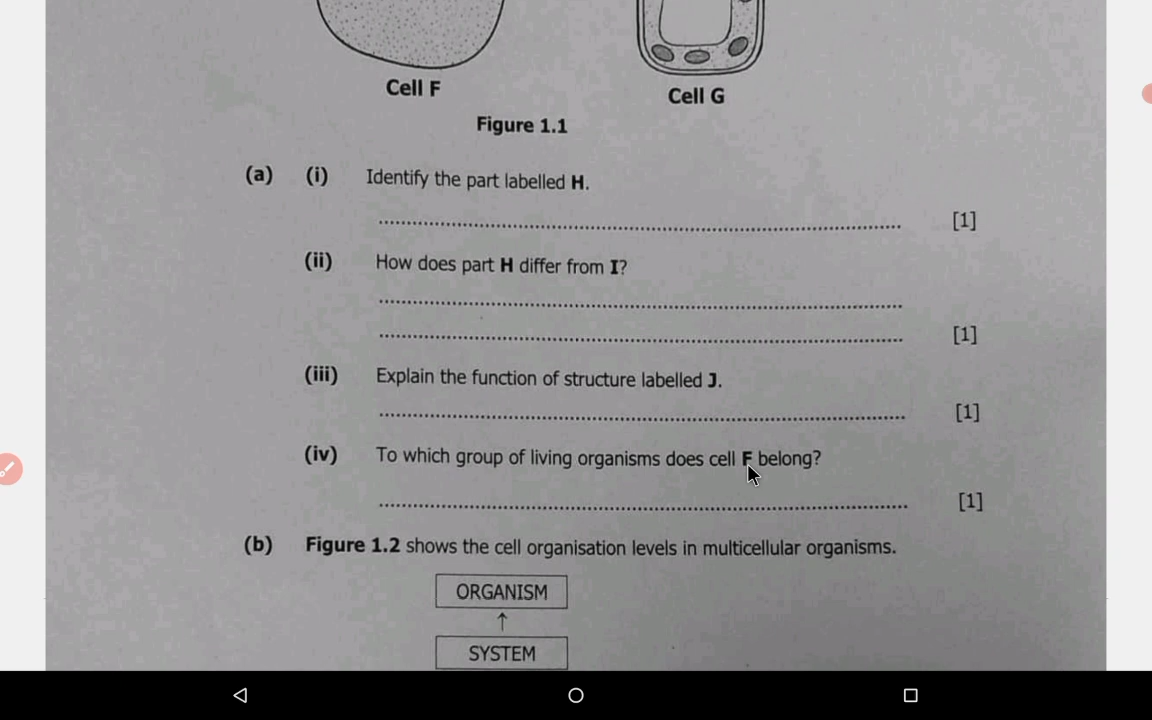 Cell F
Cell G
Figure 1.1
(a) (i) Identify the part labelled H.
[1]
(ii) How does part H differ from I?
[1]
(iii) Explain the function of structure labelled J.
[1]
(iv) To which group of living organisms does cell F belong?
[1]
(b) Figure 1.2 shows the cell organisation levels in multicellular organisms.
ORGANISM
↑
SYSTEM